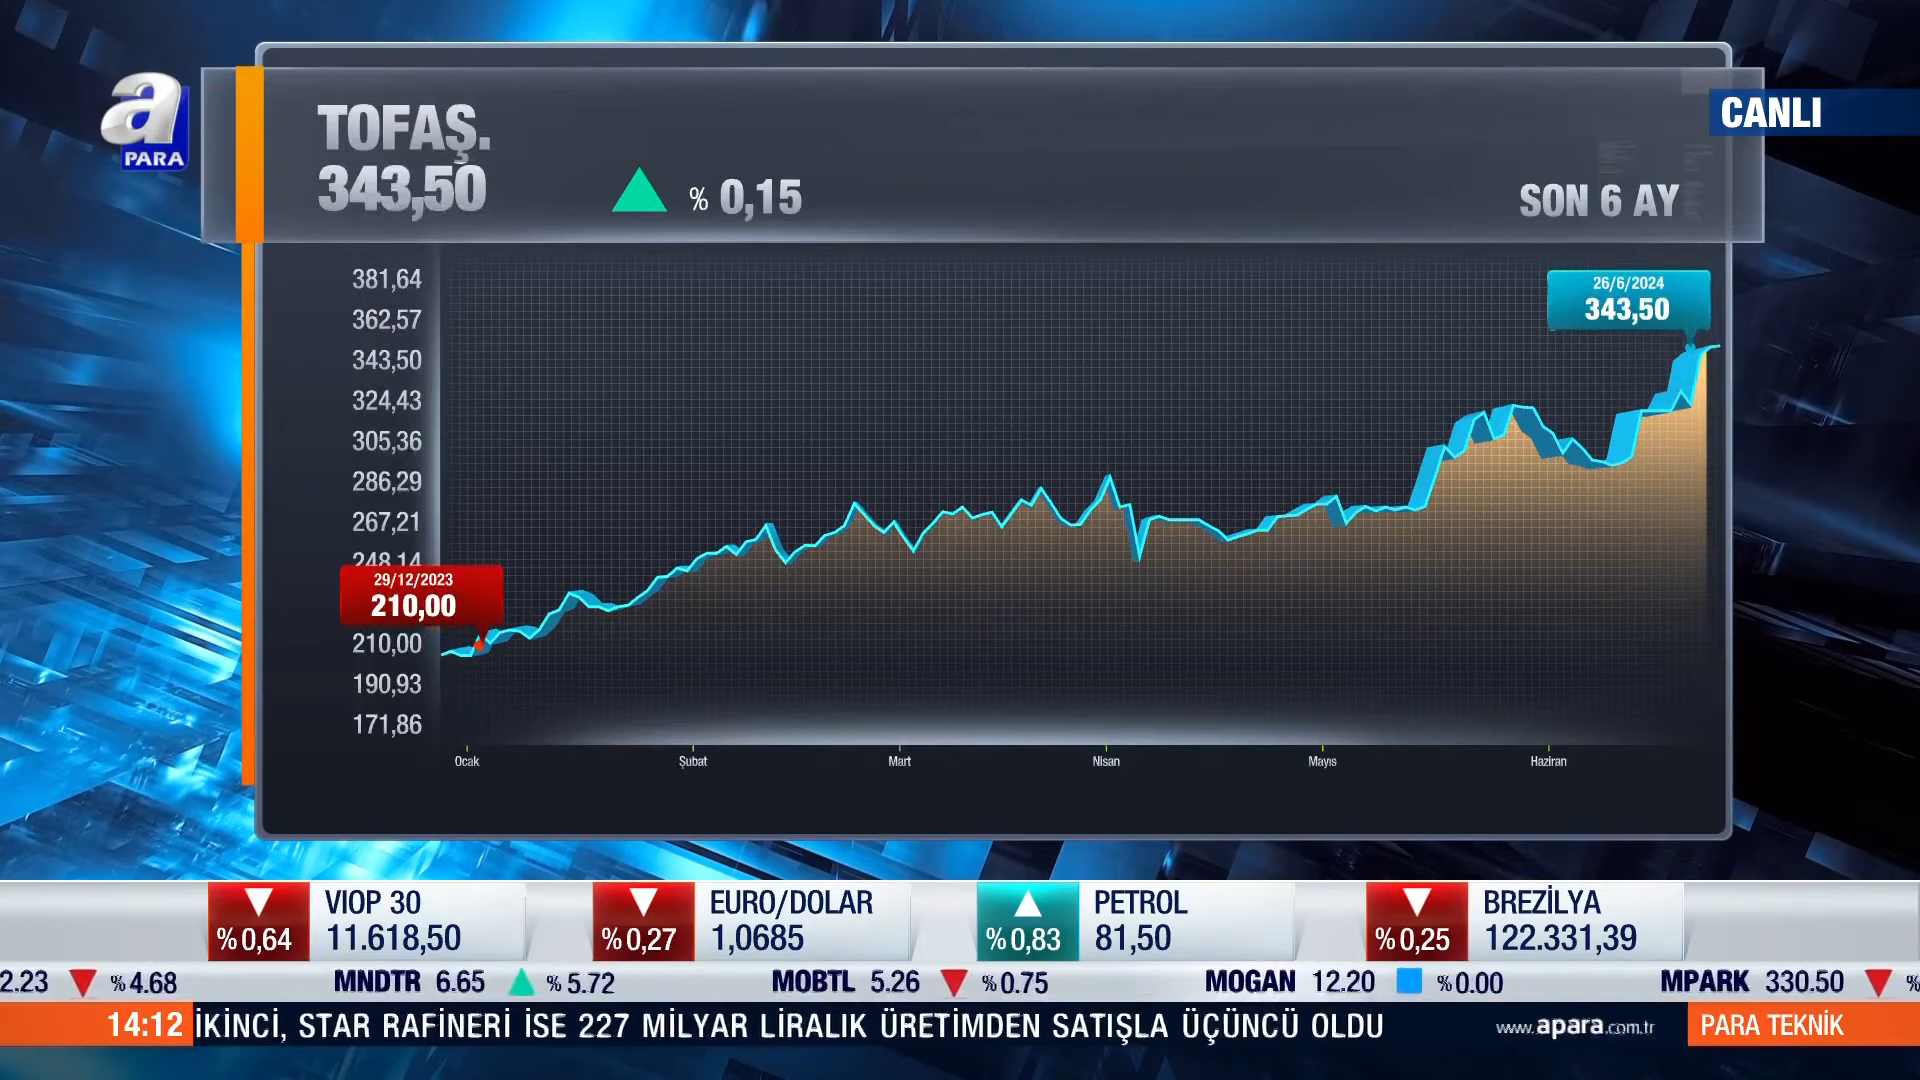 a
PARA
TOFAŞ.
343,50
% 0,15
CANLI
SON 6 AY
381,64
362,57
343,50
324,43
305,36
286,29
267,21
248,14
210,00
190,93
171,86
26/6/2024
343,50
29/12/2023
210,00
Ocak Şubat Mart Nisan Mayıs Haziran
%0,64 VIOP 30 11.618,50
%0,27 EURO/DOLAR 1,0685
%0,83 PETROL 81,50
%0,25 BREZİLYA 122.331,39
2.23 %4.68 MNDTR 6.65 %5.72 MOBTL 5.26 %0.75 MOGAN 12.20 %0.00 MPARK 330.50 %
14:12 İKİNCİ, STAR RAFİNERİ İSE 227 MİLYAR LİRALIK ÜRETİMDEN SATIŞLA ÜÇÜNCÜ OLDU www.apara.com.tr PARA TEKNİK